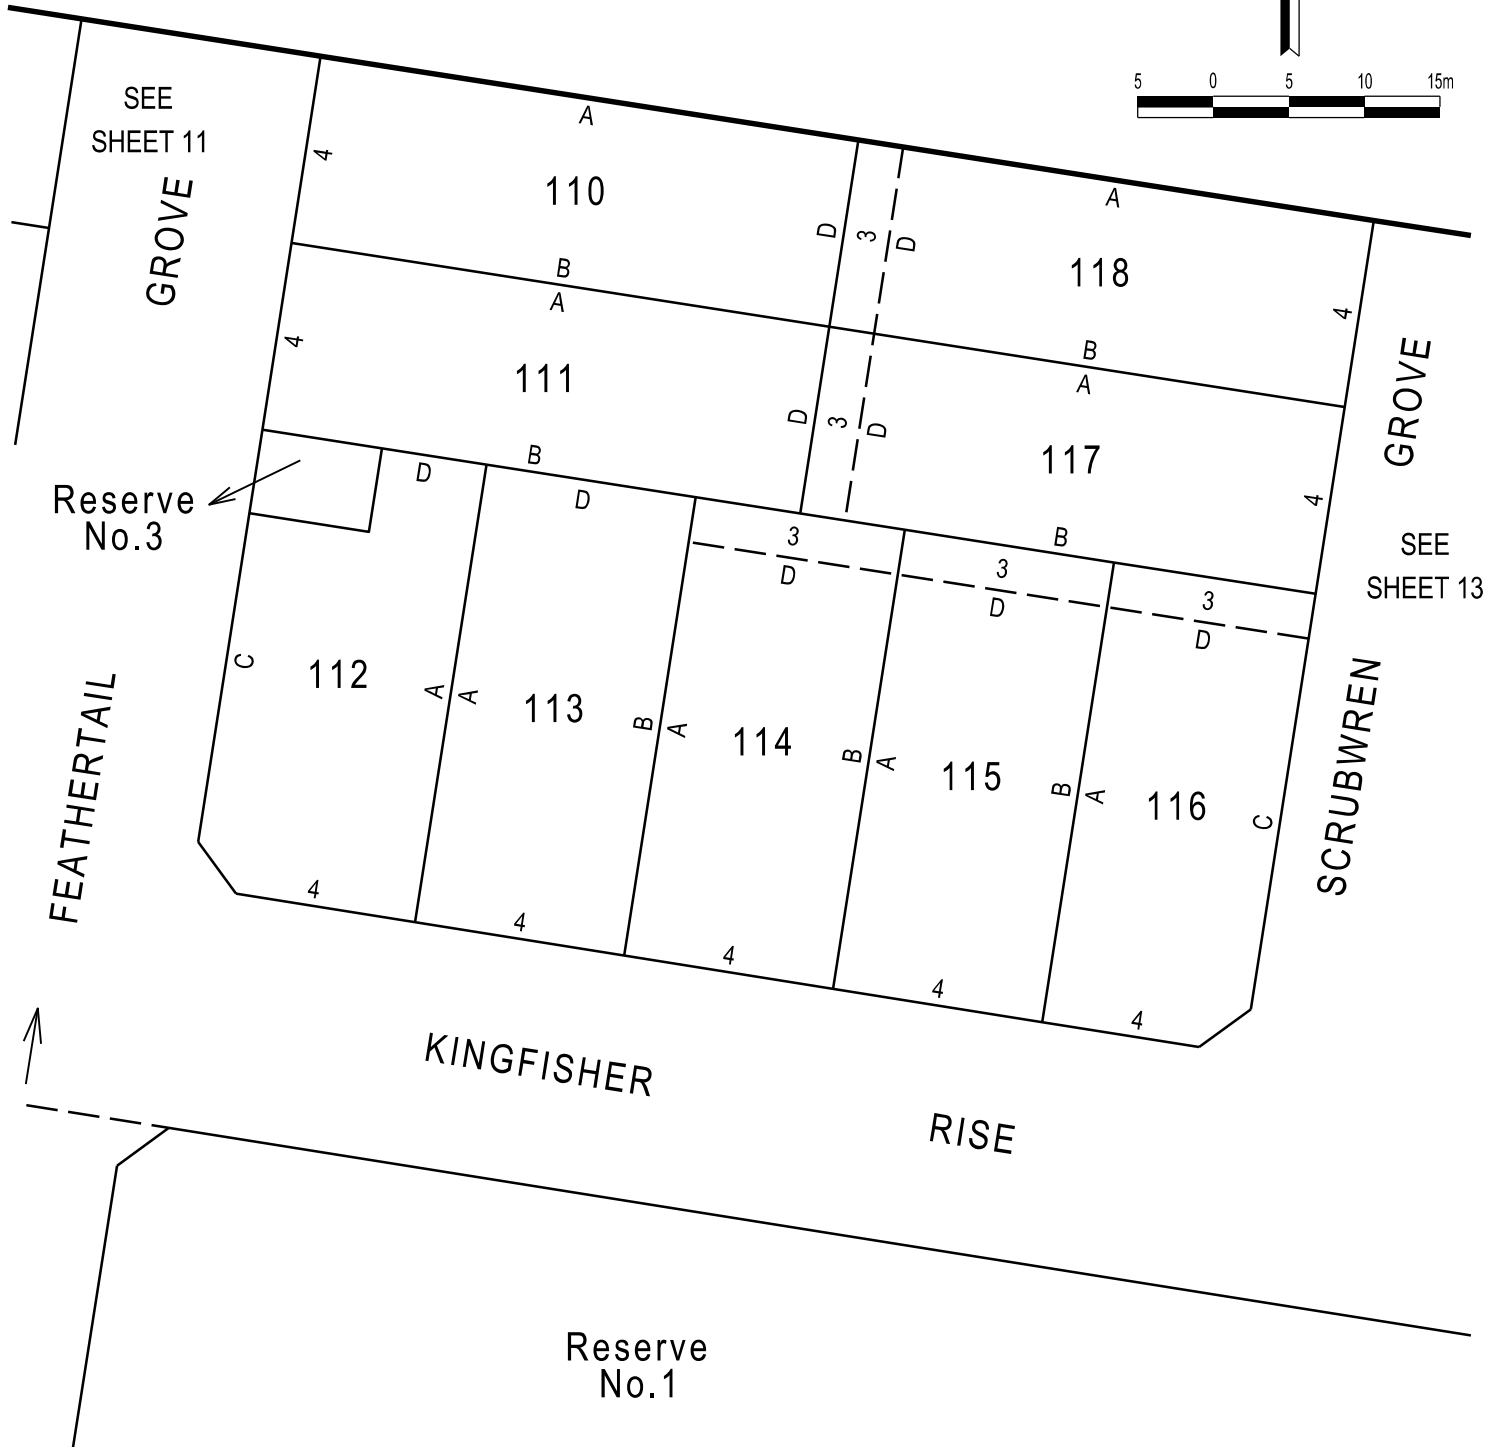 5 0 5 10 15m
SEE
SHEET 11
GROVE
A
4
110
D
3
D
A
118
4
B
A
B
A
GROVE
4
111
D
3
D
117
4
B
D
D
B
Reserve
No.3
3
D
3
D
3
D
SEE
SHEET 13
C
112
A
A
113
B
A
114
B
A
115
B
A
116
C
FEATHERTAIL
SCRUBWREN
4
4
4
4
4
KINGFISHER
RISE
Reserve
No.1